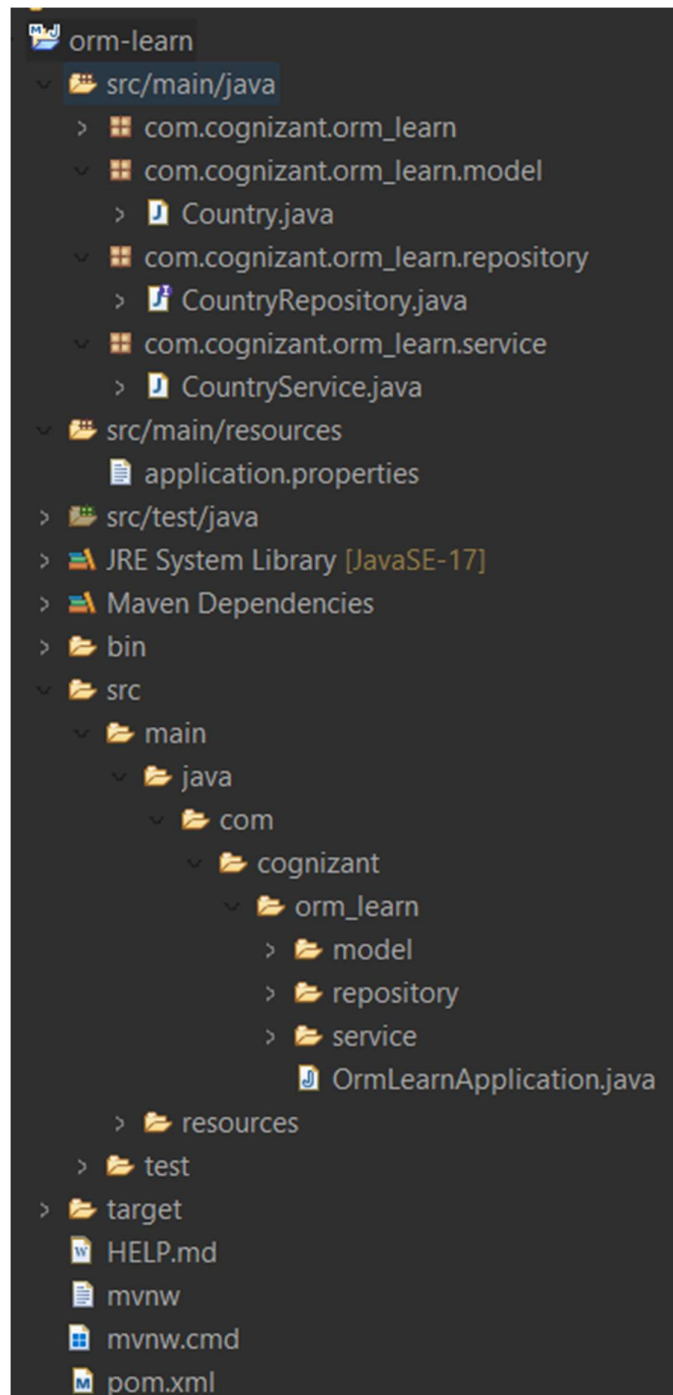 orm-learn
src/main/java
com.cognizant.orm_learn
com.cognizant.orm_learn.model
Country.java
com.cognizant.orm_learn.repository
CountryRepository.java
com.cognizant.orm_learn.service
CountryService.java
src/main/resources
application.properties
src/test/java
JRE System Library [JavaSE-17]
Maven Dependencies
bin
src
main
java
com
cognizant
orm_learn
model
repository
service
OrmLearnApplication.java
resources
test
target
HELP.md
mvnw
mvnw.cmd
pom.xml